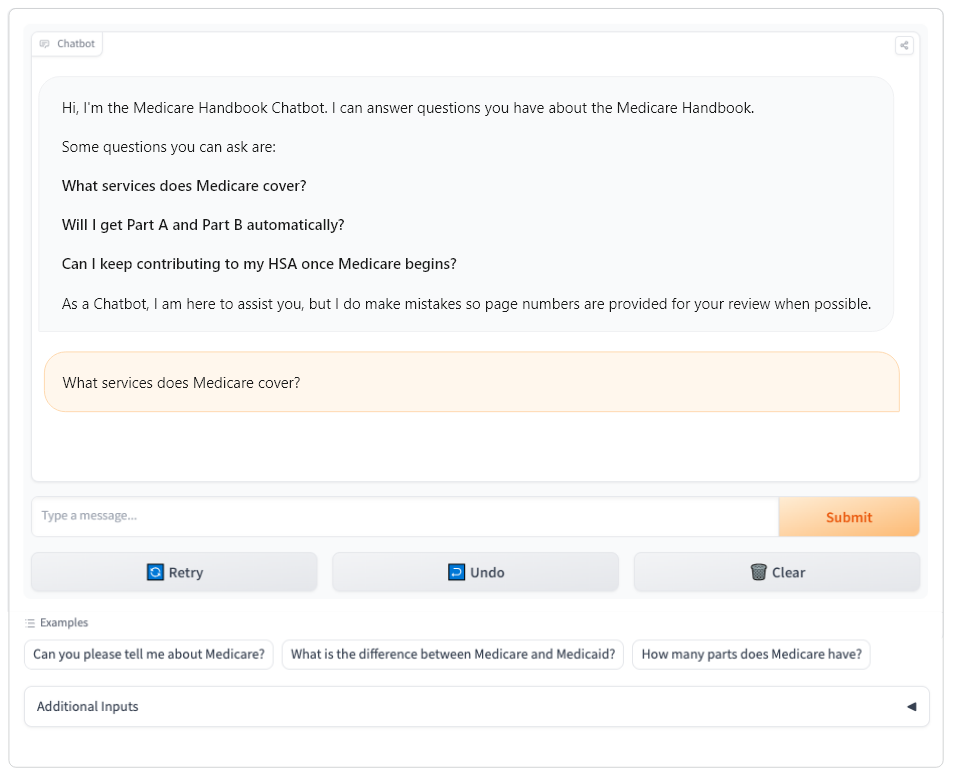 Chatbot
Hi, I'm the Medicare Handbook Chatbot. I can answer questions you have about the Medicare Handbook.
Some questions you can ask are:
What services does Medicare cover?
Will I get Part A and Part B automatically?
Can I keep contributing to my HSA once Medicare begins?
As a Chatbot, I am here to assist you, but I do make mistakes so page numbers are provided for your review when possible.
What services does Medicare cover?
Type a message...
Submit
Retry
Undo
Clear
Examples
Can you please tell me about Medicare?
What is the difference between Medicare and Medicaid?
How many parts does Medicare have?
Additional Inputs